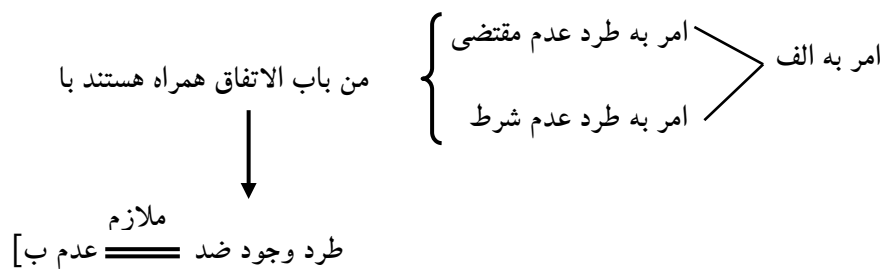 امر به الف
امر به طرد عدم مقتضی
امر به طرد عدم شرط
من باب الاتفاق همراه هستند با
طرد وجود ضد
ملازم
عدم ب]